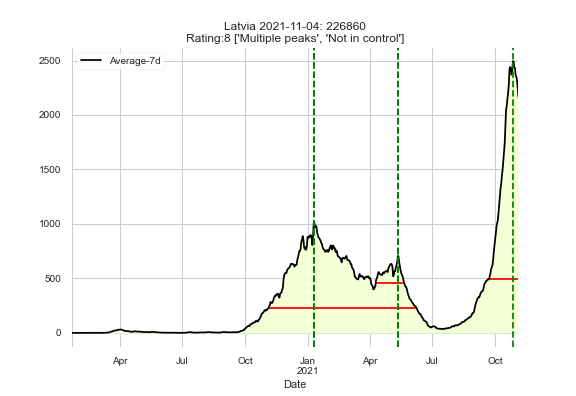 Latvia 2021-11-04: 226860
Rating:8 ['Multiple peaks', 'Not in control']
Average-7d
2500
2000
1500
1000
500
0
Apr Jul Oct Jan Apr Jul Oct
2021
Date